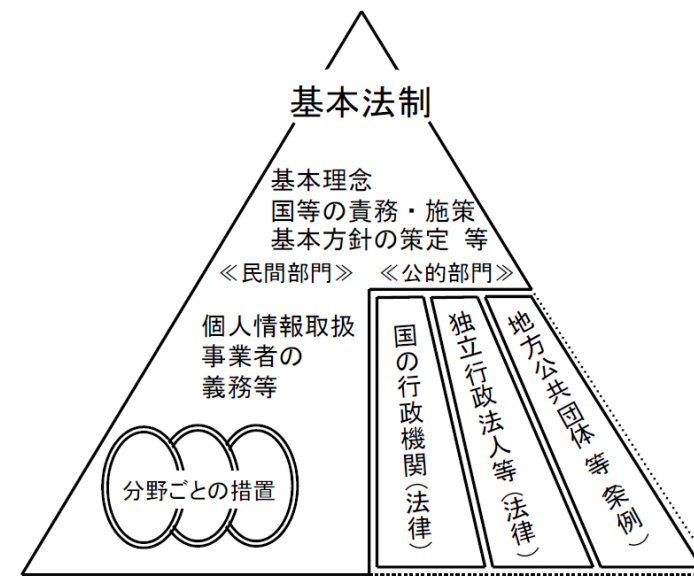 基本法制
基本理念
国等の責務・施策
基本方針の策定 等
≪民間部門≫ ≪公的部門≫
個人情報取扱
事業者の
義務等
分野ごとの措置
国の行政機関(法律)
独立行政法人等(法律)
地方公共団体 等 条例)